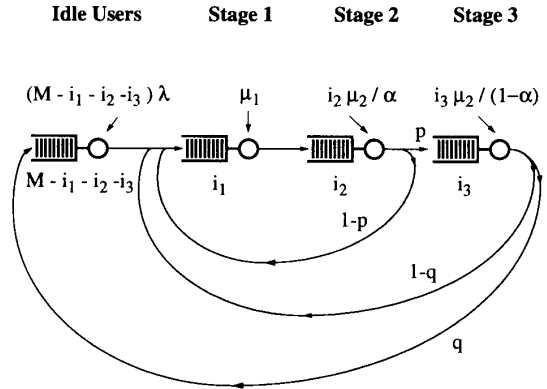 Idle Users Stage 1 Stage 2 Stage 3
(M - i₁ - i₂ -i₃ ) λ μ₁ i₂ μ₂ / α i₃ μ₂ / (1-α)
p
M - i₁ - i₂ -i₃ i₁ i₂ i₃
1-p
1-q
q